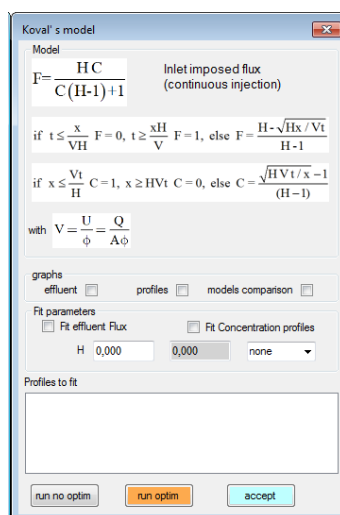 Koval' s model
Model
F= H C / C (H-1)+1
Inlet imposed flux
(continuous injection)
if t ≤ x / VH F = 0, t ≥ xH / V F = 1, else F = H - √Hx / Vt / H - 1
if x ≤ Vt / H C = 1, x ≥ HVt C = 0, else C = √H V t / x - 1 / (H - 1)
with V = U / ϕ = Q / Aϕ
graphs
effluent profiles models comparison
Fit parameters
Fit effluent Flux Fit Concentration profiles
H 0,000 0,000 none
Profiles to fit
run no optim run optim accept